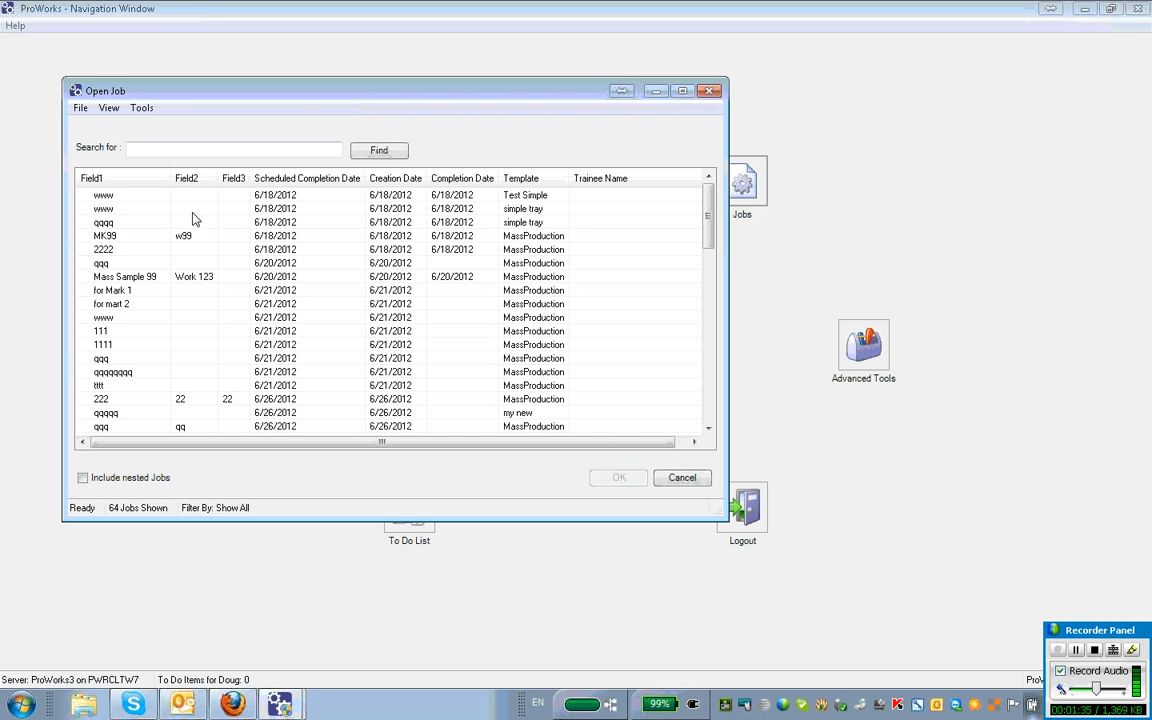 ProWorks - Navigation Window
Help
Open Job
File View Tools
Search for : Find
Field1 Field2 Field3 Scheduled Completion Date Creation Date Completion Date Template Trainee Name
www 6/18/2012 6/18/2012 6/18/2012 Test Simple
www 6/18/2012 6/18/2012 6/18/2012 simple tray
qqqq 6/18/2012 6/18/2012 6/18/2012 simple tray
MK99 w99 6/18/2012 6/18/2012 6/18/2012 MassProduction
2222 6/18/2012 6/18/2012 6/18/2012 MassProduction
qqq 6/20/2012 6/20/2012 MassProduction
Mass Sample 99 Work 123 6/20/2012 6/20/2012 6/20/2012 MassProduction
for Mark 1 6/21/2012 6/21/2012 MassProduction
for mart 2 6/21/2012 6/21/2012 MassProduction
www 6/21/2012 6/21/2012 MassProduction
111 6/21/2012 6/21/2012 MassProduction
1111 6/21/2012 6/21/2012 MassProduction
qqq 6/21/2012 6/21/2012 MassProduction
qqqqqqqq 6/21/2012 6/21/2012 MassProduction
tttt 6/21/2012 6/21/2012 MassProduction
222 22 22 6/26/2012 6/26/2012 MassProduction
qqqqq 6/26/2012 6/26/2012 my new
qqq qq 6/26/2012 6/26/2012 MassProduction
Include nested Jobs OK Cancel
Ready 64 Jobs Shown Filter By: Show All
Jobs
Advanced Tools
To Do List
Logout
Recorder Panel
Record Audio
00:01:35 / 1,369 KB
Server: ProWorks3 on PWRCLTW7 To Do Items for Doug: 0 ProW
EN 99%